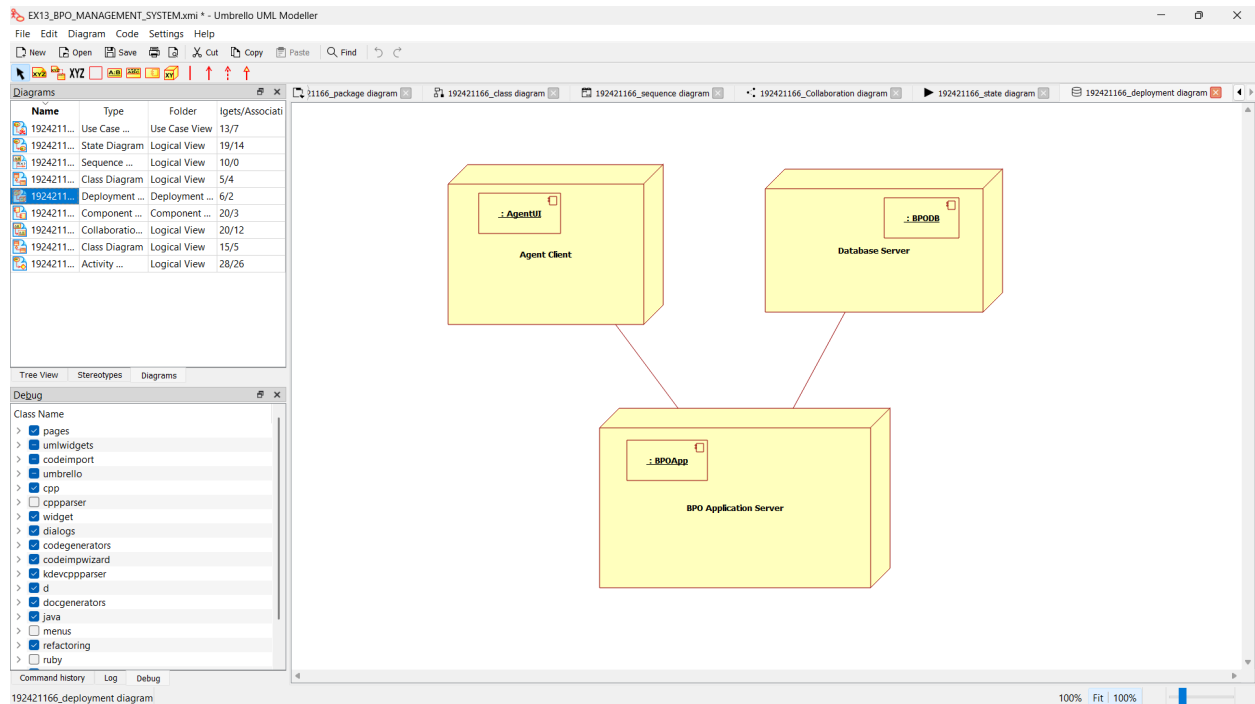 EX13_BPO_MANAGEMENT_SYSTEM.xmi * - Umbrello UML Modeller
File Edit Diagram Code Settings Help
New Open Save Cut Copy Paste Find
XYZ
Diagrams
Name Type Folder lgets/Associati
1924211... Use Case ... Use Case View 13/7
1924211... State Diagram Logical View 19/14
1924211... Sequence ... Logical View 10/0
1924211... Class Diagram Logical View 5/4
1924211... Deployment ... Deployment ... 6/2
1924211... Component ... Component ... 20/3
1924211... Collaboratio... Logical View 20/12
1924211... Class Diagram Logical View 15/5
1924211... Activity ... Logical View 28/26
Tree View Stereotypes Diagrams
Debug
Class Name
pages
umlwidgets
codeimport
umbrello
cpp
cppparser
widget
dialogs
codegenerators
codeimpwizard
kdevcppparser
d
docgenerators
java
menus
refactoring
ruby
Command history Log Debug
192421166_deployment diagram
21166_package diagram 192421166_class diagram 192421166_sequence diagram 192421166_Collaboration diagram 192421166_state diagram 192421166_deployment diagram
: AgentUI
Agent Client
: BPODB
Database Server
: BPOApp
BPO Application Server
100% Fit 100%